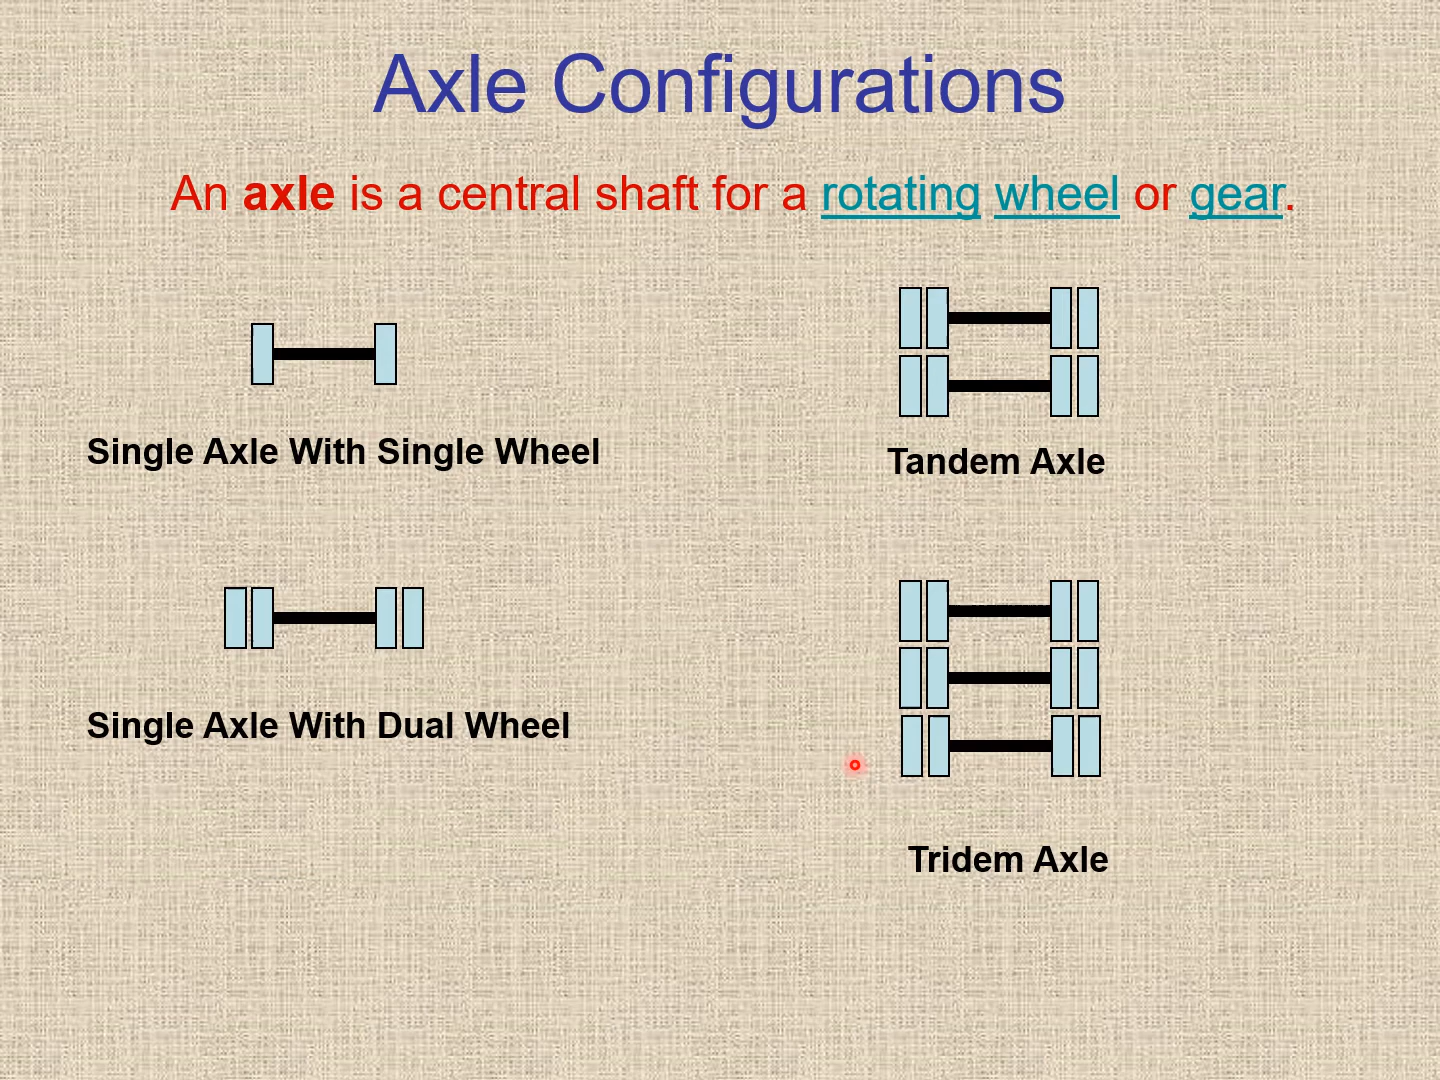 Axle Configurations
An axle is a central shaft for a rotating wheel or gear.
Single Axle With Single Wheel
Tandem Axle
Single Axle With Dual Wheel
Tridem Axle